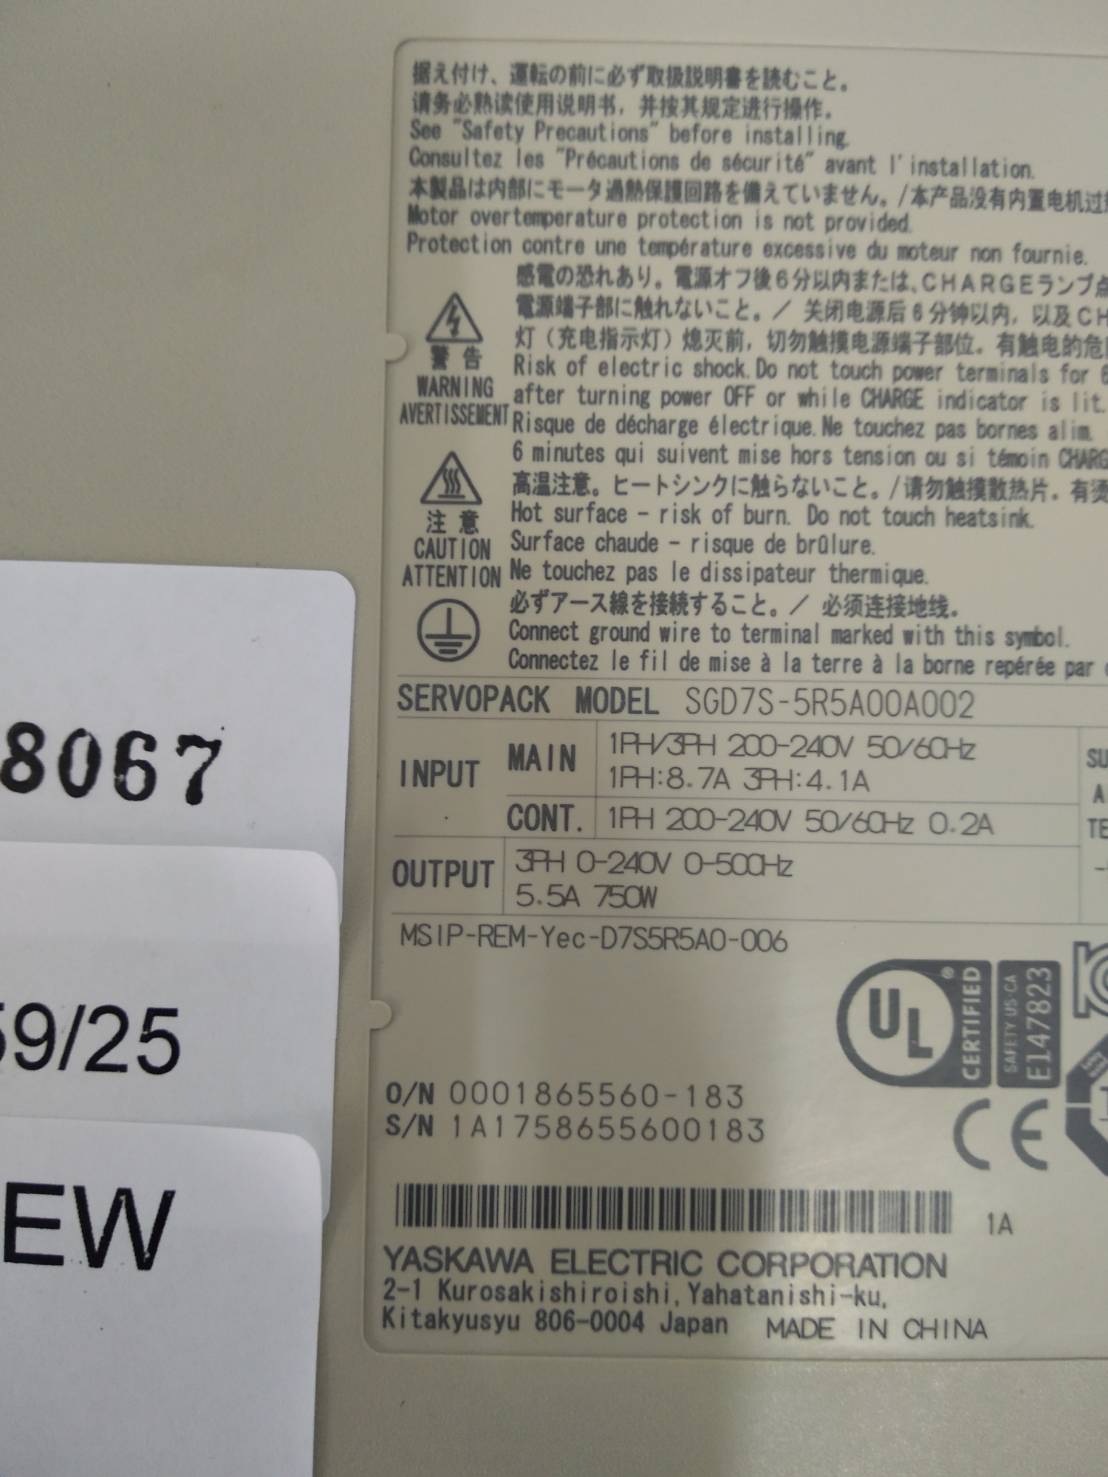 据え付け、運転の前に必ず取扱説明書を読むこと。
请务必熟读使用说明书，并按其规定进行操作。
See "Safety Precautions" before installing.
Consultez les "Précautions de sécurité" avant l'installation.
本製品は内部にモータ過熱保護回路を備えていません。/本产品没有内置电机过
Motor overtemperature protection is not provided.
Protection contre une température excessive du moteur non fournie.
警告
WARNING
AVERTISSEMENT
感電の恐れあり。電源オフ後6分以内または、CHARGEランプ点
電源端子部に触れないこと。/ 关闭电源后6分钟以内，以及CH
灯（充电指示灯）熄灭前，切勿触摸电源端子部位。有触电的危
Risk of electric shock. Do not touch power terminals for 6
after turning power OFF or while CHARGE indicator is lit.
Risque de décharge électrique. Ne touchez pas bornes alim.
6 minutes qui suivent mise hors tension ou si témoin CHARG
注意
CAUTION
ATTENTION
高温注意。ヒートシンクに触らないこと。/请勿触摸散热片。有烫
Hot surface - risk of burn. Do not touch heatsink.
Surface chaude - risque de brûlure.
Ne touchez pas le dissipateur thermique.
必ずアース線を接続すること。/ 必须连接地线。
Connect ground wire to terminal marked with this symbol.
Connectez le fil de mise à la terre à la borne repérée par
SERVOPACK MODEL SGD7S-5R5A00A002
INPUT MAIN 1PH/3PH 200-240V 50/60Hz
1PH:8.7A 3PH:4.1A
CONT. 1PH 200-240V 50/60Hz 0.2A
SU
A
TE
OUTPUT 3PH 0-240V 0-500Hz
5.5A 750W
MSIP-REM-Yec-D7S5R5A0-006
UL® CERTIFIED
SAFETY US-CA
E147823
CE
O/N 0001865560-183
S/N 1A1758655600183
1A
YASKAWA ELECTRIC CORPORATION
2-1 Kurosakishiroishi, Yahatanishi-ku,
Kitakyusyu 806-0004 Japan MADE IN CHINA
8067
59/25
EW